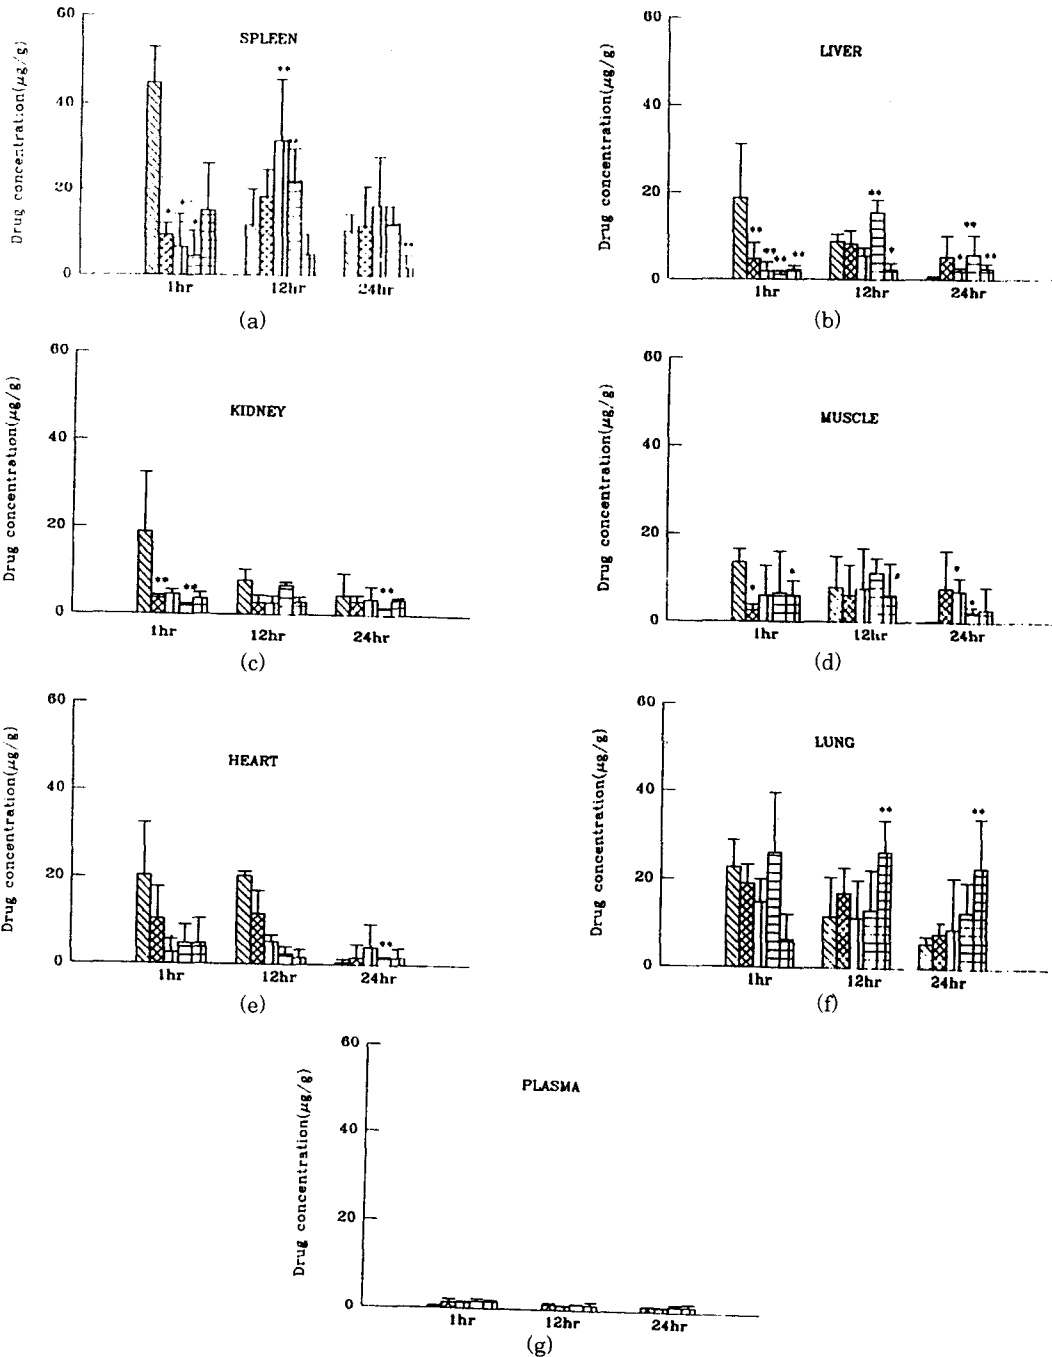 60
40
20
0
Drug concentration(μg/g)
SPLEEN
**
**
*
*
*
**
1hr
12hr
24hr
(a)
60
40
20
0
Drug concentration(μg/g)
LIVER
**
**
**
**
**
*
**
*
**
1hr
12hr
24hr
(b)
60
40
20
0
Drug concentration(μg/g)
KIDNEY
**
**
**
1hr
12hr
24hr
(c)
60
40
20
0
Drug concentration(μg/g)
MUSCLE
*
*
*
*
1hr
12hr
24hr
(d)
60
40
20
0
Drug concentration(μg/g)
HEART
**
1hr
12hr
24hr
(e)
60
40
20
0
Drug concentration(μg/g)
LUNG
**
**
1hr
12hr
24hr
(f)
60
40
20
0
Drug concentration(μg/g)
PLASMA
1hr
12hr
24hr
(g)